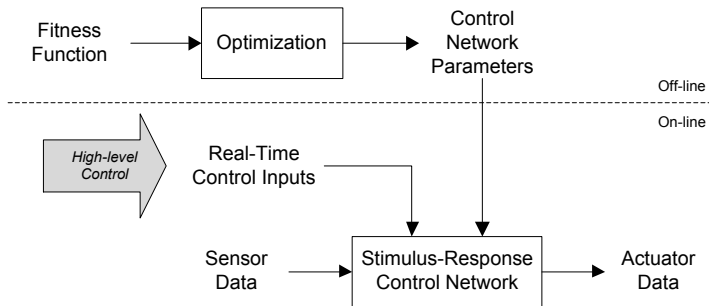 Fitness
Function
Optimization
Control
Network
Parameters
Off-line
On-line
High-level
Control
Real-Time
Control Inputs
Sensor
Data
Stimulus-Response
Control Network
Actuator
Data